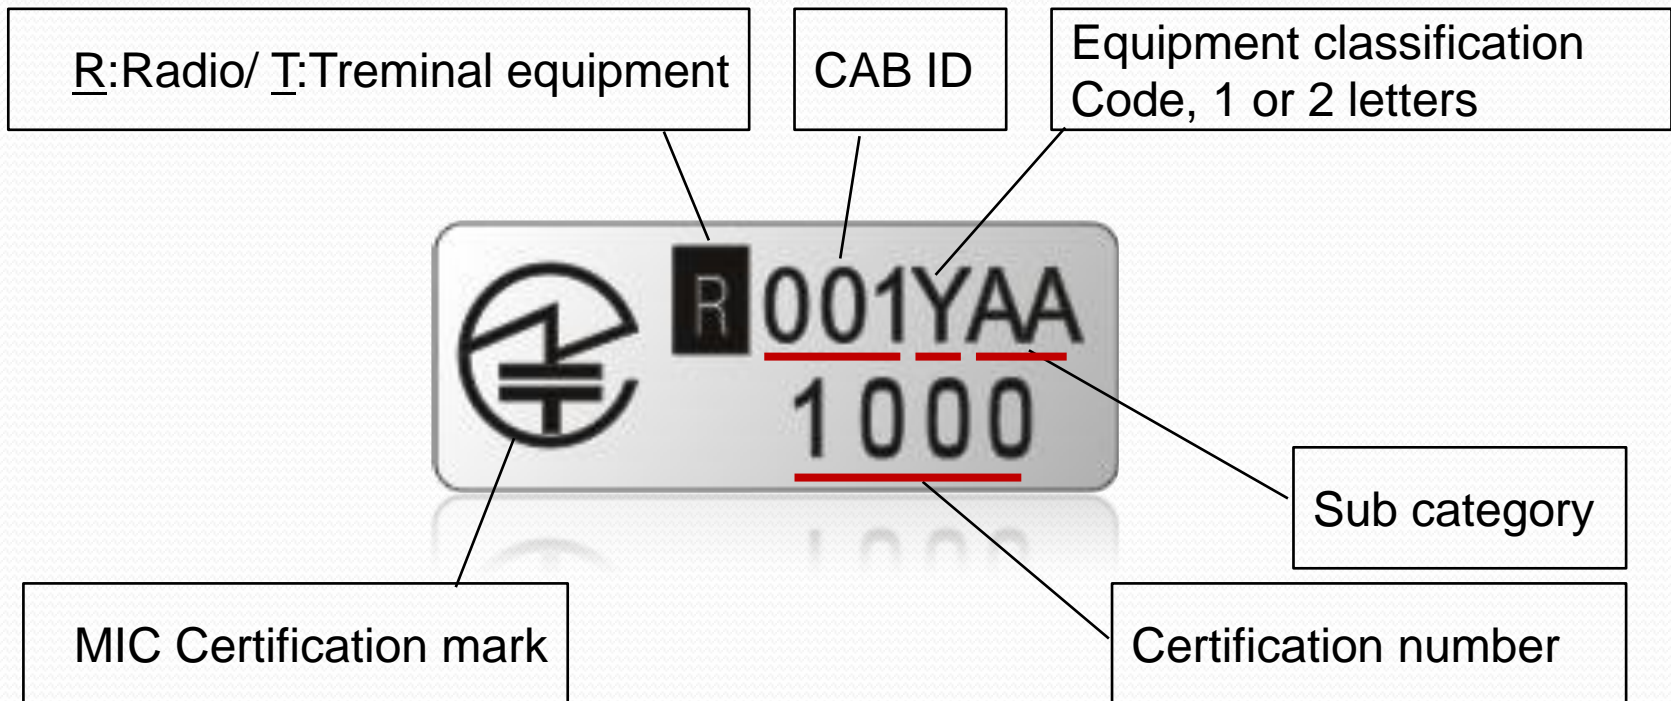 R:Radio/ T:Treminal equipment
CAB ID
Equipment classification
Code, 1 or 2 letters
R 001YAA
1000
Sub category
MIC Certification mark
Certification number